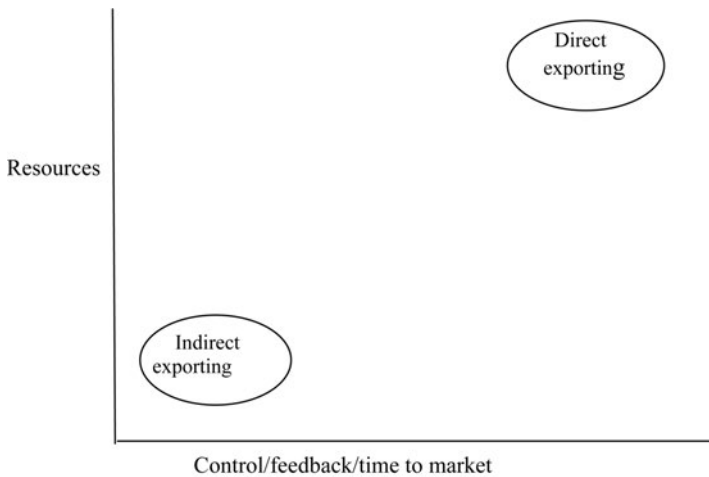 Direct
exporting
Resources
Indirect
exporting
Control/feedback/time to market